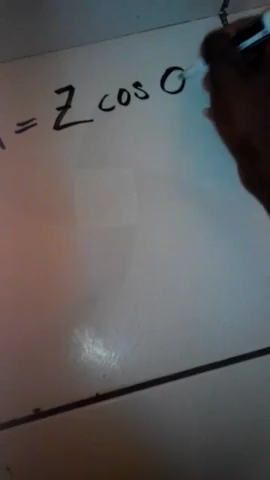 = Z cos